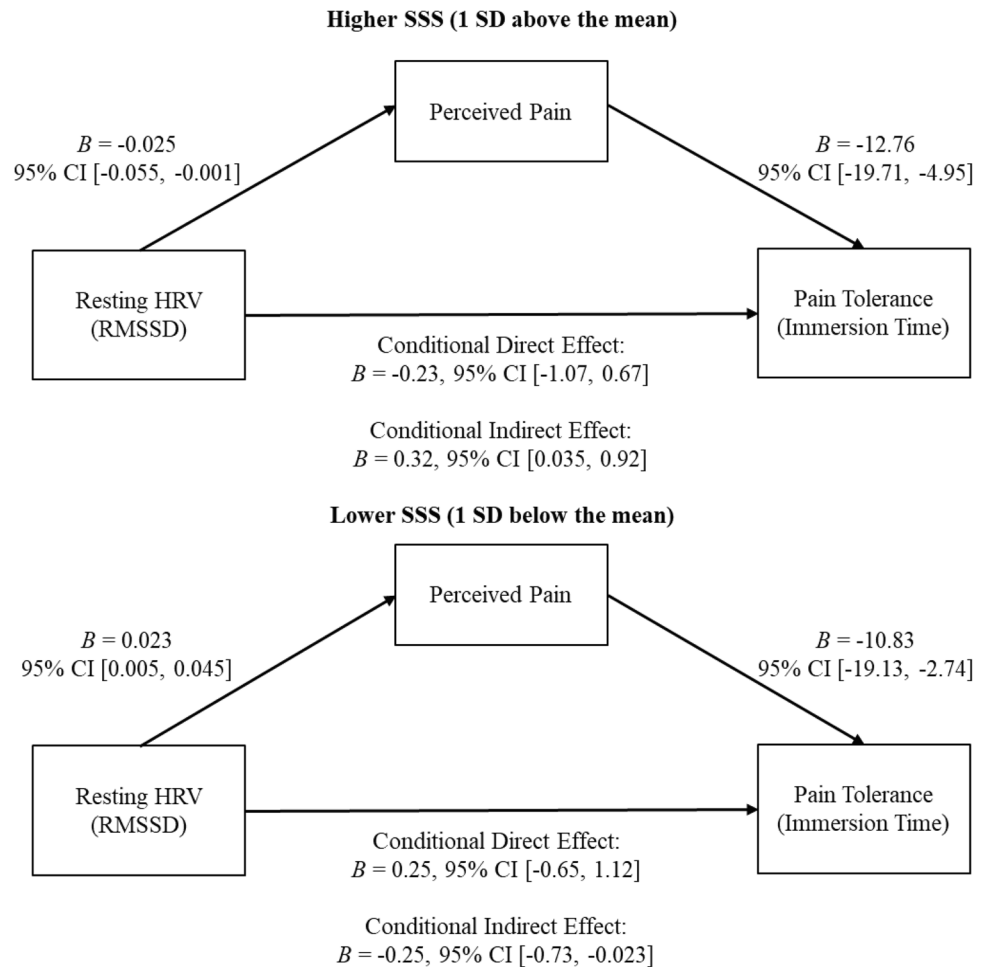 Higher SSS (1 SD above the mean)
Perceived Pain
B = -0.025
95% CI [-0.055, -0.001]
B = -12.76
95% CI [-19.71, -4.95]
Resting HRV
(RMSSD)
Pain Tolerance
(Immersion Time)
Conditional Direct Effect:
B = -0.23, 95% CI [-1.07, 0.67]
Conditional Indirect Effect:
B = 0.32, 95% CI [0.035, 0.92]
Lower SSS (1 SD below the mean)
Perceived Pain
B = 0.023
95% CI [0.005, 0.045]
B = -10.83
95% CI [-19.13, -2.74]
Resting HRV
(RMSSD)
Pain Tolerance
(Immersion Time)
Conditional Direct Effect:
B = 0.25, 95% CI [-0.65, 1.12]
Conditional Indirect Effect:
B = -0.25, 95% CI [-0.73, -0.023]